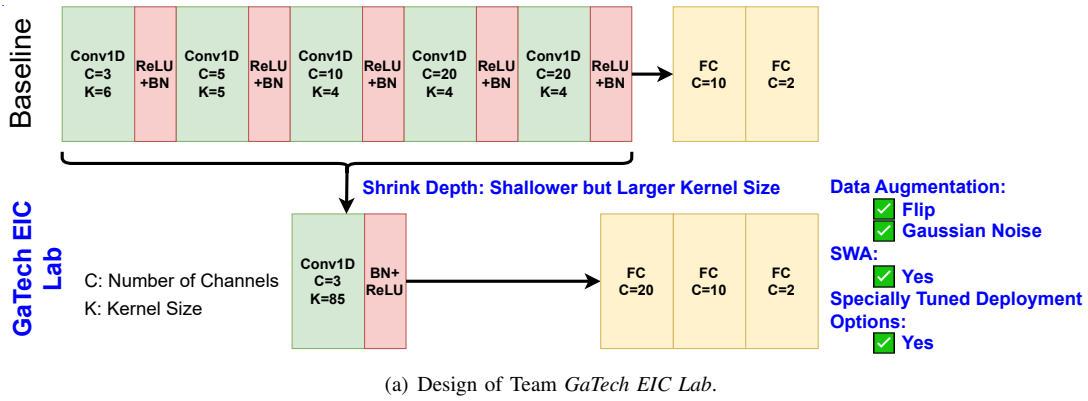 Baseline
Conv1D
C=3
K=6
ReLU
+BN
Conv1D
C=5
K=5
ReLU
+BN
Conv1D
C=10
K=4
ReLU
+BN
Conv1D
C=20
K=4
ReLU
+BN
Conv1D
C=20
K=4
ReLU
+BN
FC
C=10
FC
C=2
Shrink Depth: Shallower but Larger Kernel Size
GaTech EIC
Lab
C: Number of Channels
K: Kernel Size
Conv1D
C=3
K=85
BN+
ReLU
FC
C=20
FC
C=10
FC
C=2
Data Augmentation:
Flip
Gaussian Noise
SWA:
Yes
Specially Tuned Deployment
Options:
Yes
(a) Design of Team GaTech EIC Lab.